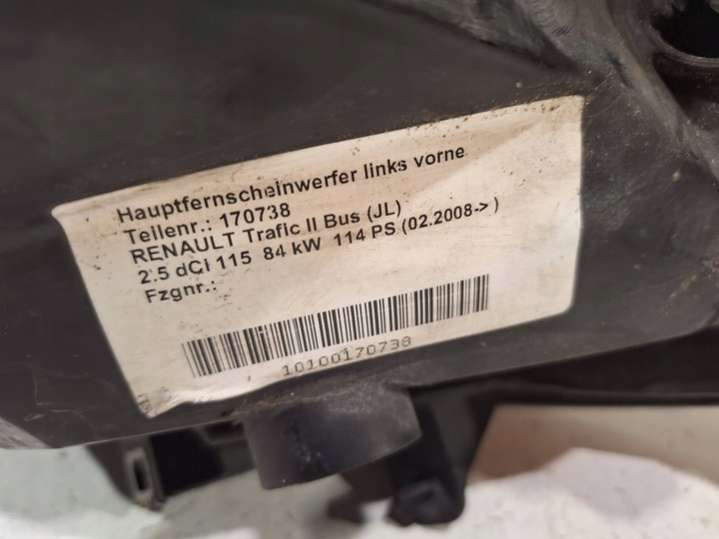 Hauptfernscheinwerfer links vorne
Teilenr.: 170738
RENAULT Trafic II Bus (JL)
2.5 dCi 115 84 kW 114 PS (02.2008->)
Fzgnr.:
10100170738